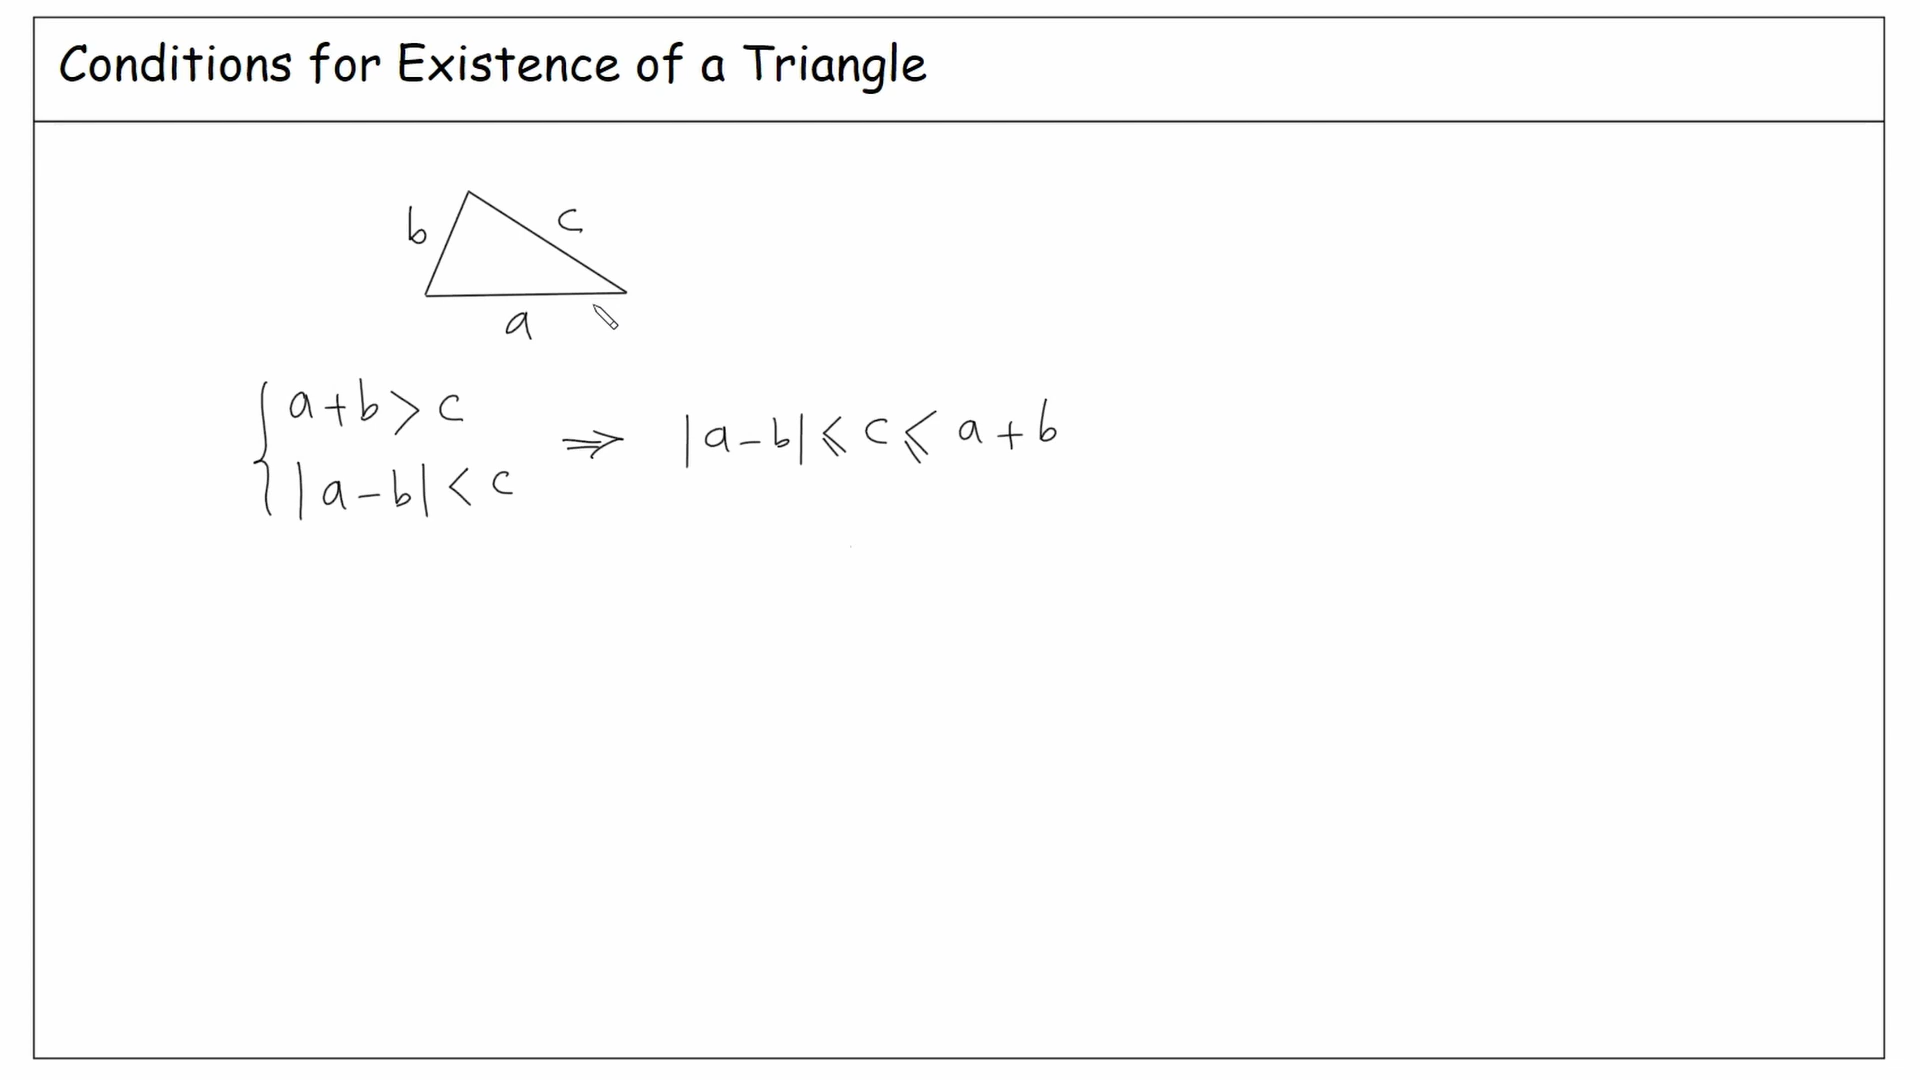 Conditions for Existence of a Triangle
b
c
a
a+b>c
|a-b|<c
⇒ |a-b|⩽c⩽a+b